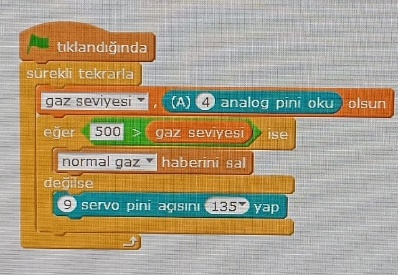 tıklandığında
sürekli tekrarla
gaz seviyesi , (A) 4 analog pini oku olsun
eğer 500 > gaz seviyesi ise
normal gaz haberini sal
değilse
9 servo pini açısını 135 yap